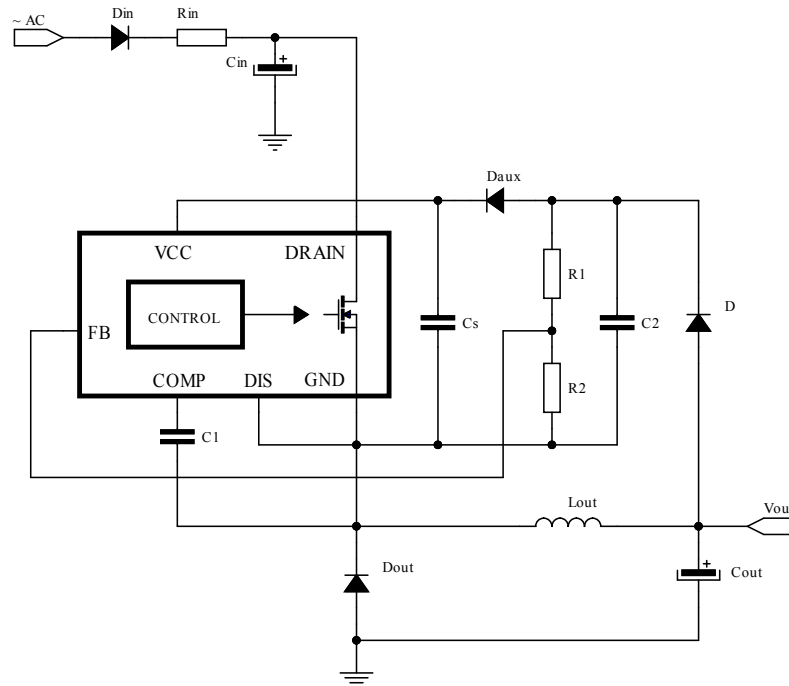 ~ AC
Din
Rin
Cin
+
Daux
VCC
DRAIN
R1
CONTROL
Cs
C2
D
FB
COMP
DIS
GND
R2
C1
Lout
Vou
Dout
+
Cout